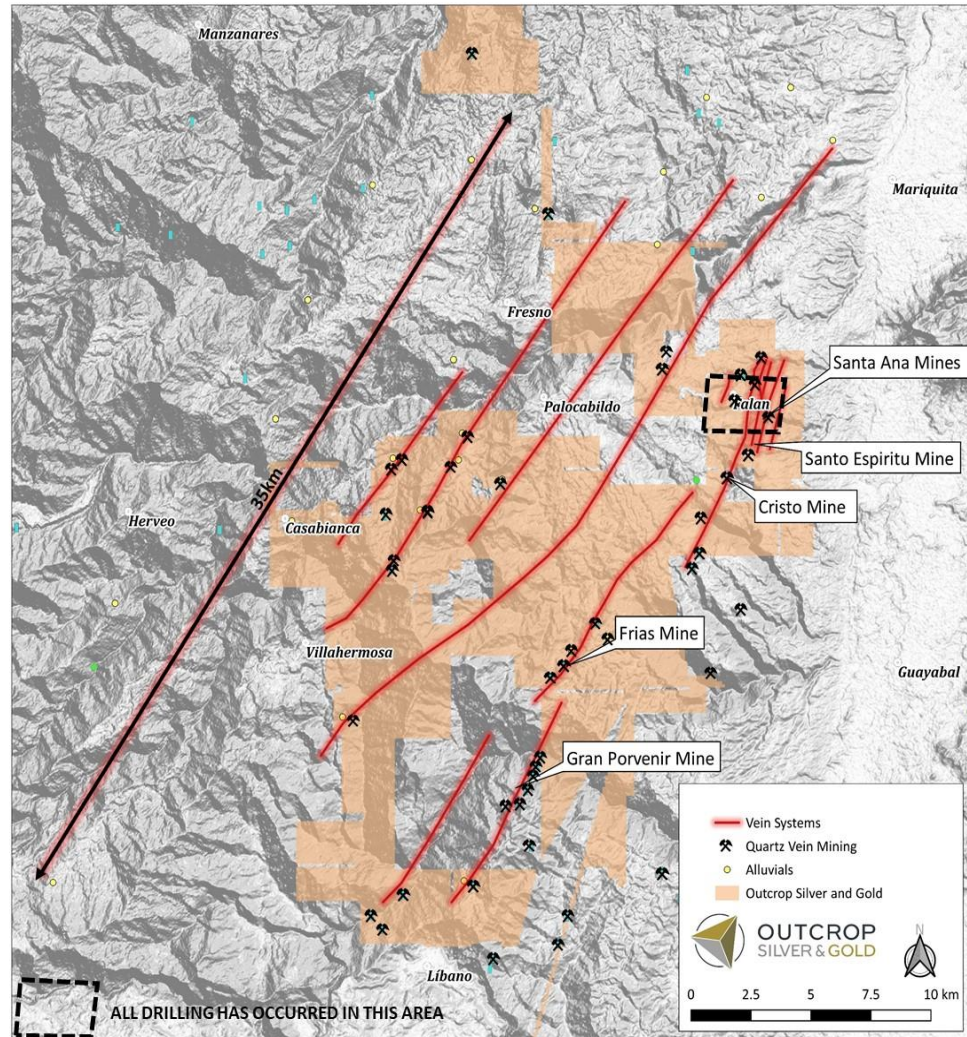 Manzanares
Mariquita
Fresno
Santa Ana Mines
Palocabildo
Falan
Santo Espiritu Mine
35km
Cristo Mine
Herveo
Casabianca
Frias Mine
Villahermosa
Guayabal
Gran Porvenir Mine
Vein Systems
Quartz Vein Mining
Alluvials
Outcrop Silver and Gold
OUTCROP
SILVER & GOLD
N
Líbano
0 2.5 5 7.5 10 km
ALL DRILLING HAS OCCURRED IN THIS AREA